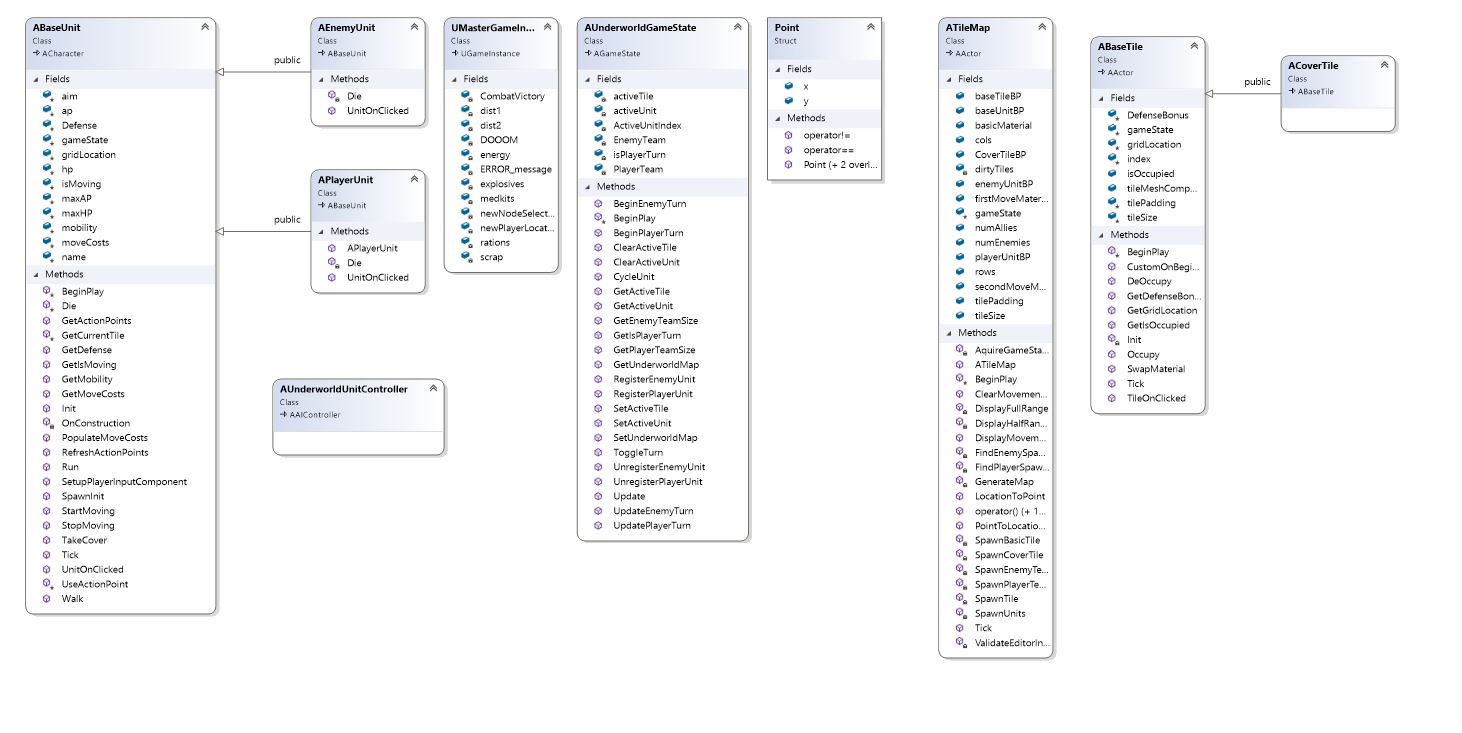 ABaseUnit
Class
ACharacter
Fields
aim
ap
Defense
gameState
gridLocation
hp
isMoving
maxAP
maxHP
mobility
moveCosts
name
Methods
BeginPlay
Die
GetActionPoints
GetCurrentTile
GetDefense
GetIsMoving
GetMobility
GetMoveCosts
Init
OnConstruction
PopulateMoveCosts
RefreshActionPoints
Run
SetupPlayerInputComponent
SpawnInit
StartMoving
StopMoving
TakeCover
Tick
UnitOnClicked
UseActionPoint
Walk
public
AEnemyUnit
Class
ABaseUnit
Methods
Die
UnitOnClicked
public
APlayerUnit
Class
ABaseUnit
Methods
APlayerUnit
Die
UnitOnClicked
AUnderworldUnitController
Class
AAIController
UMasterGameIn...
Class
UGameInstance
Fields
CombatVictory
dist1
dist2
DOOOM
energy
ERROR_message
explosives
medkits
newNodeSelect...
newPlayerLocat...
rations
scrap
AUnderworldGameState
Class
AGameState
Fields
activeTile
activeUnit
ActiveUnitIndex
EnemyTeam
isPlayerTurn
PlayerTeam
Methods
BeginEnemyTurn
BeginPlay
BeginPlayerTurn
ClearActiveTile
ClearActiveUnit
CycleUnit
GetActiveTile
GetActiveUnit
GetEnemyTeamSize
GetIsPlayerTurn
GetPlayerTeamSize
GetUnderworldMap
RegisterEnemyUnit
RegisterPlayerUnit
SetActiveTile
SetActiveUnit
SetUnderworldMap
ToggleTurn
UnregisterEnemyUnit
UnregisterPlayerUnit
Update
UpdateEnemyTurn
UpdatePlayerTurn
Point
Struct
Fields
x
y
Methods
operator!=
operator==
Point (+ 2 overl...
ATileMap
Class
AActor
Fields
baseTileBP
baseUnitBP
basicMaterial
cols
CoverTileBP
dirtyTiles
enemyUnitBP
firstMoveMater...
gameState
numAllies
numEnemies
playerUnitBP
rows
secondMoveM...
tilePadding
tileSize
Methods
AquireGameSta...
ATileMap
BeginPlay
ClearMovemen...
DisplayFullRange
DisplayHalfRan...
DisplayMovem...
FindEnemySpa...
FindPlayerSpaw...
GenerateMap
LocationToPoint
operator() (+ 1...
PointToLocatio...
SpawnBasicTile
SpawnCoverTile
SpawnEnemyTe...
SpawnPlayerTe...
SpawnTile
SpawnUnits
Tick
ValidateEditorIn...
ABaseTile
Class
AActor
Fields
DefenseBonus
gameState
gridLocation
index
isOccupied
tileMeshComp...
tilePadding
tileSize
Methods
BeginPlay
CustomOnBegi...
DeOccupy
GetDefenseBon...
GetGridLocation
GetIsOccupied
Init
Occupy
SwapMaterial
Tick
TileOnClicked
public
ACoverTile
Class
ABaseTile